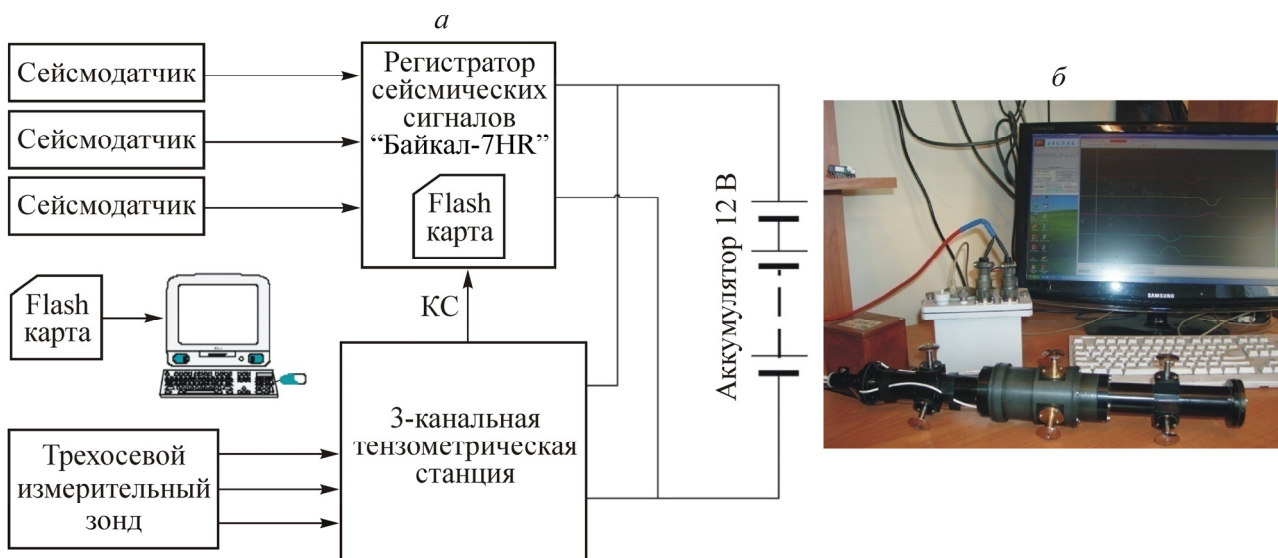 а
Сейсмодатчик
Сейсмодатчик
Сейсмодатчик
Регистратор
сейсмических
сигналов
“Байкал-7HR”
Flash
карта
Flash
карта
КС
3-канальная
тензометрическая
станция
Трехосевой
измерительный
зонд
Аккумулятор 12 В
б
SAMSUNG